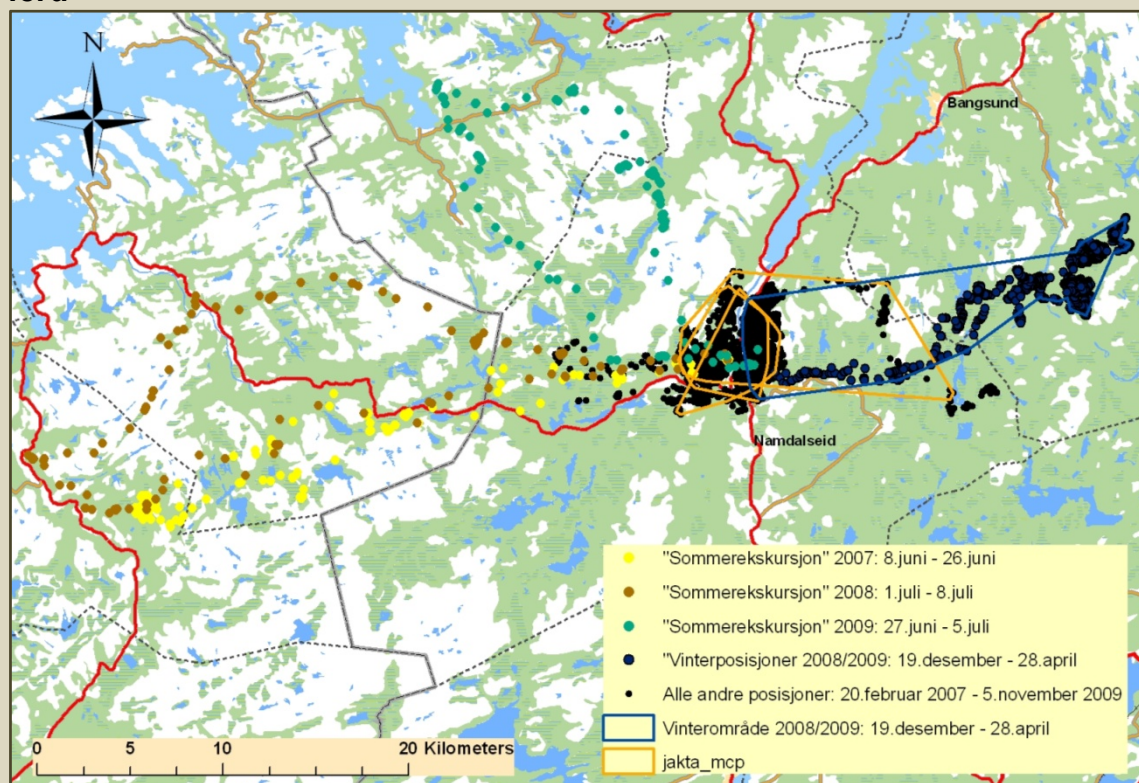 N
Bangsund
Namdalseid
"Sommerekskursjon" 2007: 8.juni - 26.juni
"Sommerekskursjon" 2008: 1.juli - 8.juli
"Sommerekskursjon" 2009: 27.juni - 5.juli
"Vinterposisjoner 2008/2009: 19.desember - 28.april
Alle andre posisjoner: 20.februar 2007 - 5.november 2009
Vinterområde 2008/2009: 19.desember - 28.april
jakta_mcp
0 5 10 20 Kilometers